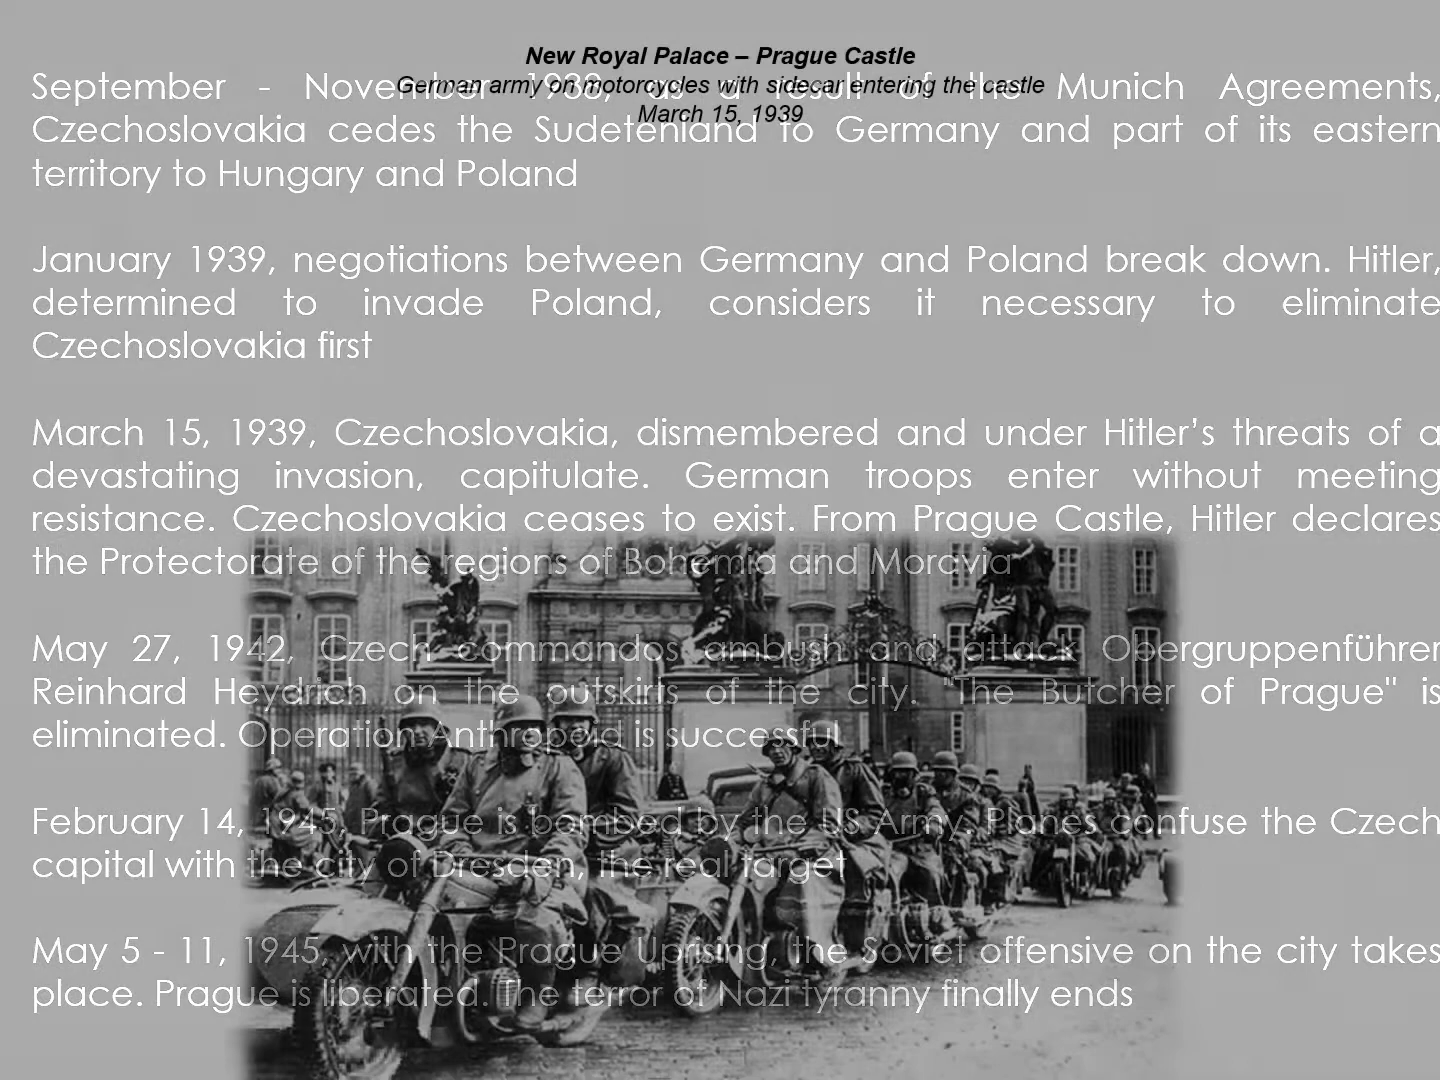 New Royal Palace – Prague Castle
German army on motorcycles with sidecar entering the castle
March 15, 1939
September - November 1938, as a result of the Munich Agreements,
Czechoslovakia cedes the Sudetenland to Germany and part of its eastern
territory to Hungary and Poland
January 1939, negotiations between Germany and Poland break down. Hitler,
determined to invade Poland, considers it necessary to eliminate
Czechoslovakia first
March 15, 1939, Czechoslovakia, dismembered and under Hitler’s threats of a
devastating invasion, capitulate. German troops enter without meeting
resistance. Czechoslovakia ceases to exist. From Prague Castle, Hitler declares
the Protectorate of the regions of Bohemia and Moravia
May 27, 1942, Czech commandos ambush and attack Obergruppenführer
Reinhard Heydrich on the outskirts of the city. "The Butcher of Prague" is
eliminated. Operation Anthropoid is successful
February 14, 1945, Prague is bombed by the US Army. Planes confuse the Czech
capital with the city of Dresden, the real target
May 5 - 11, 1945, with the Prague Uprising, the Soviet offensive on the city takes
place. Prague is liberated. The terror of Nazi tyranny finally ends